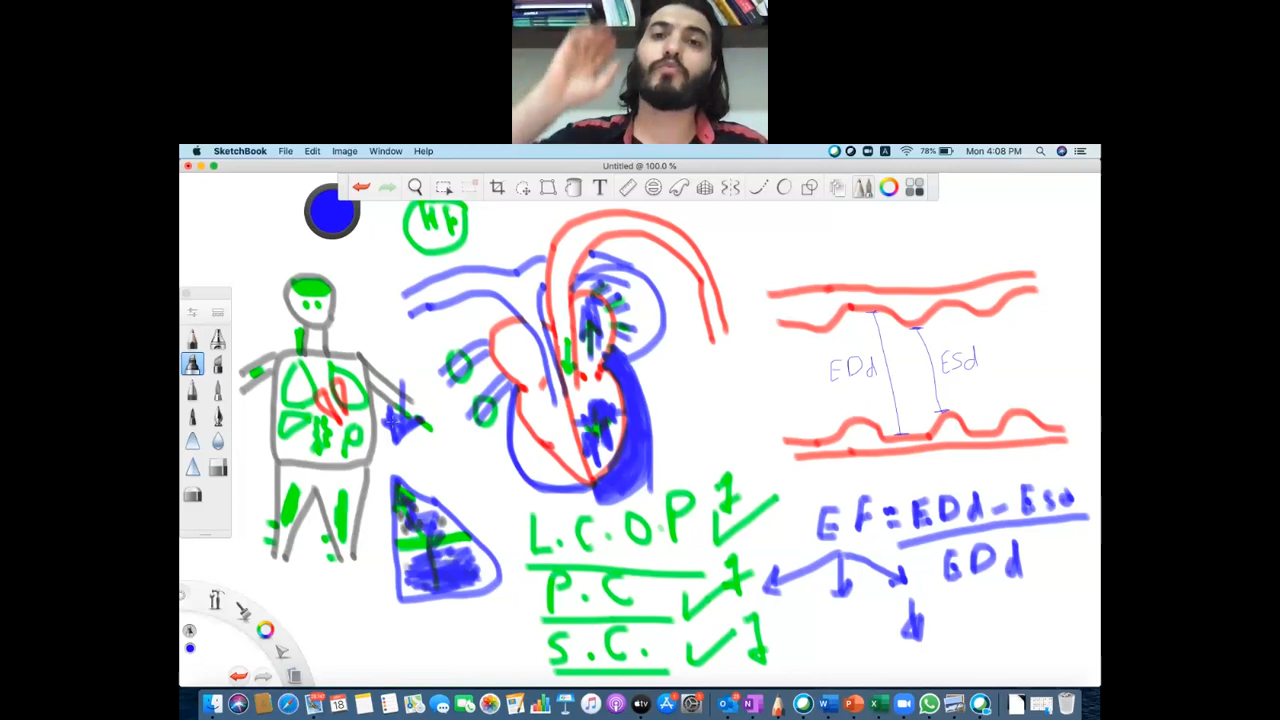 SketchBook File Edit Image Window Help
78% Mon 4:08 PM
Untitled @ 100.0 %
HF
EDd
ESd
L.C.O.P
P.C
S.C.
EF = EDd - ESd
EDd